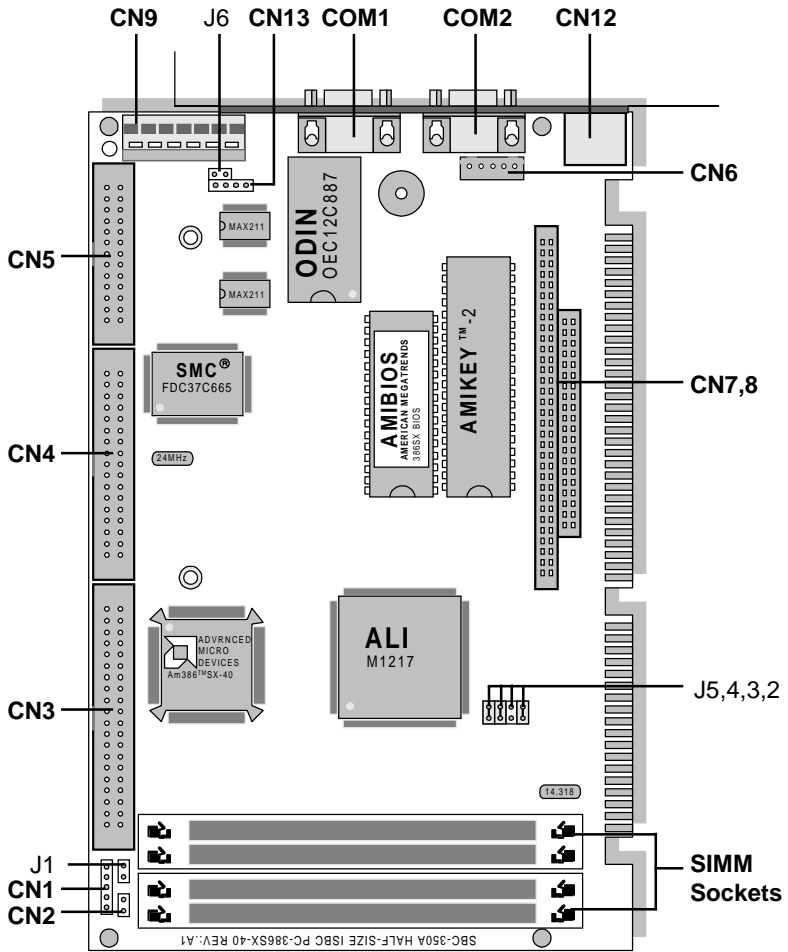 CN9 J6 CN13 COM1 COM2 CN12
CN6
MAX211
ODIN
OEC12C887
CN5
MAX211
SMC®
FDC37C665
AMIBIOS
AMERICAN MEGATRENDS
386SX BIOS
AMIKEY™-2
CN7,8
CN4
24MHz
ADVRNCED
MICRO
DEVICES
Am386™SX-40
ALI
M1217
J5,4,3,2
CN3
14.318
J1
CN1
CN2
SIMM
Sockets
SBC-350A HALF-SIZE ISBC PC-386SX-40 REV.:A1